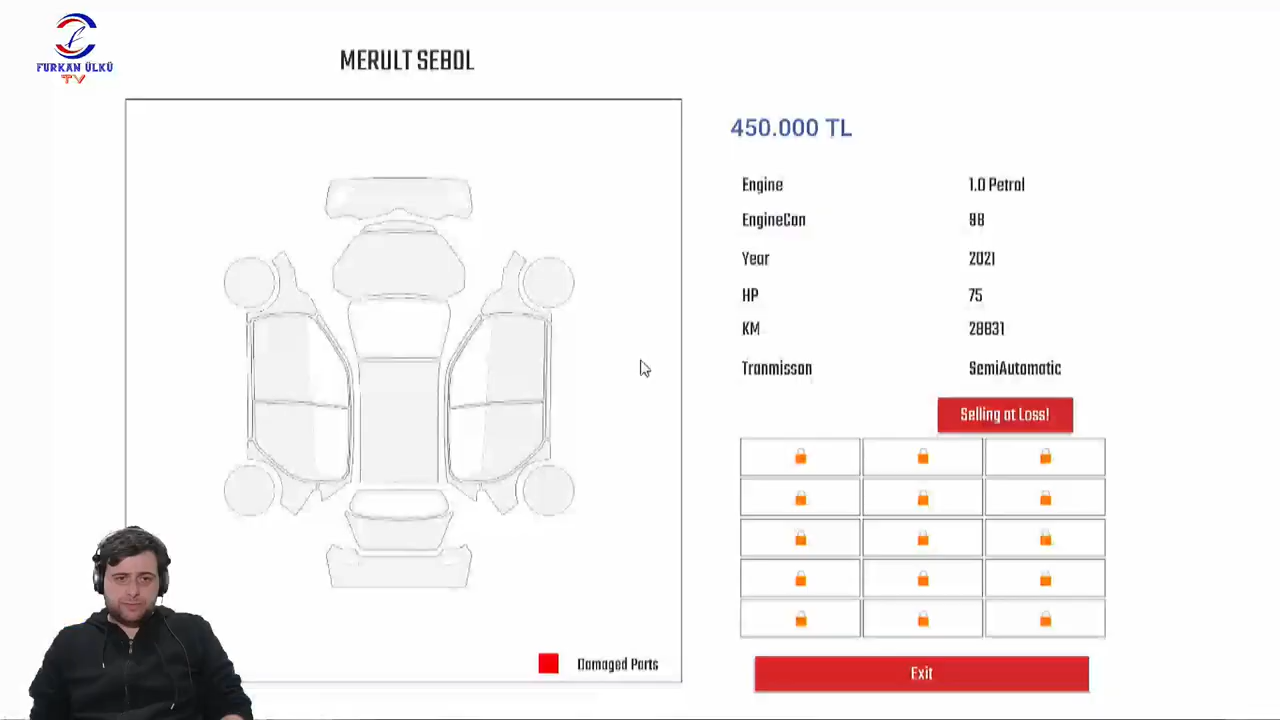 FURKAN ÜLKÜ
TV
MERULT SEBOL
450.000 TL
Engine 1.0 Petrol
EngineCon 98
Year 2021
HP 75
KM 28831
Tranmisson SemiAutomatic
Selling at Loss!
Damaged Parts
Exit